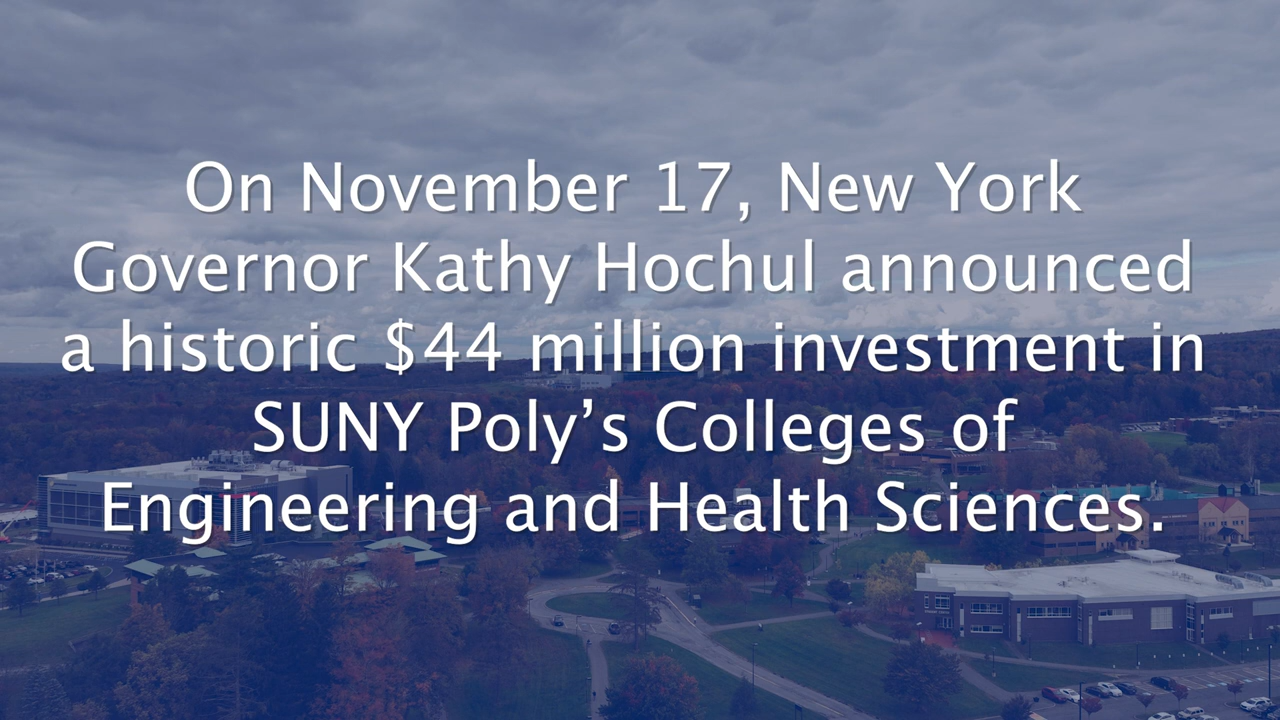 On November 17, New York
Governor Kathy Hochul announced
a historic $44 million investment in
SUNY Poly’s Colleges of
Engineering and Health Sciences.